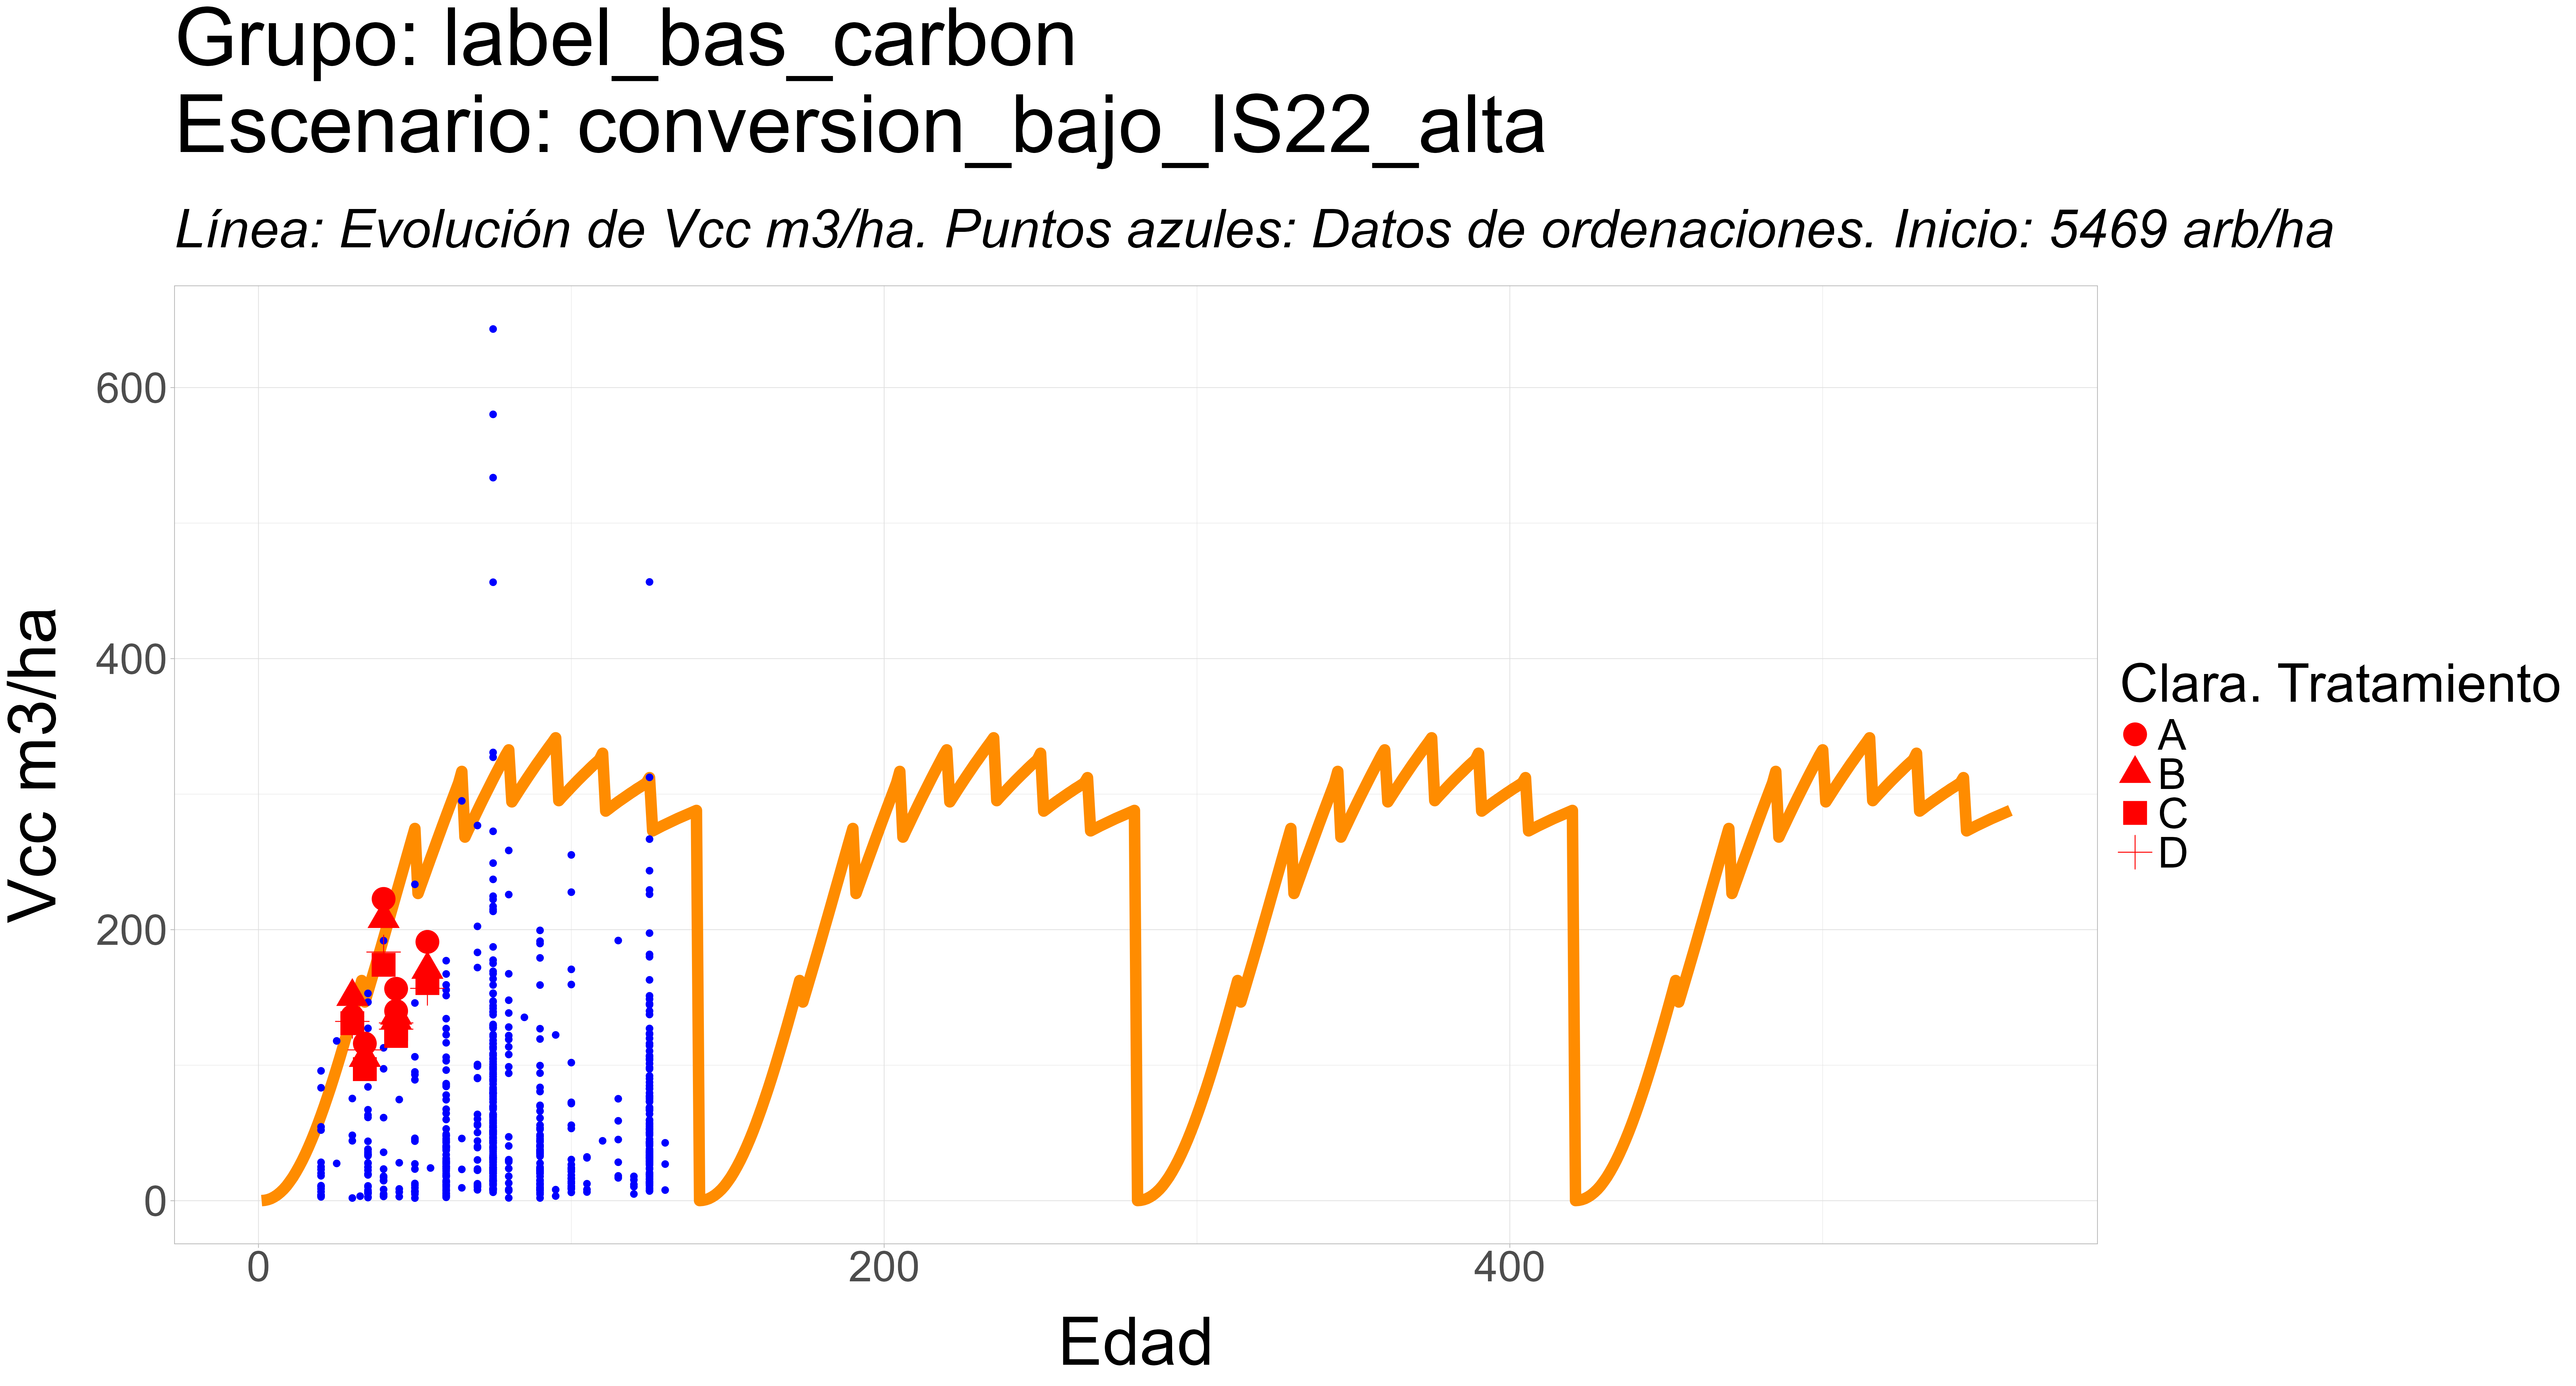 Grupo: label_bas_carbon
Escenario: conversion_bajo_IS22_alta
Línea: Evolución de Vcc m3/ha. Puntos azules: Datos de ordenaciones. Inicio: 5469 arb/ha
Vcc m3/ha
600
400
200
0
0
200
400
Edad
Clara. Tratamiento
A
B
C
D